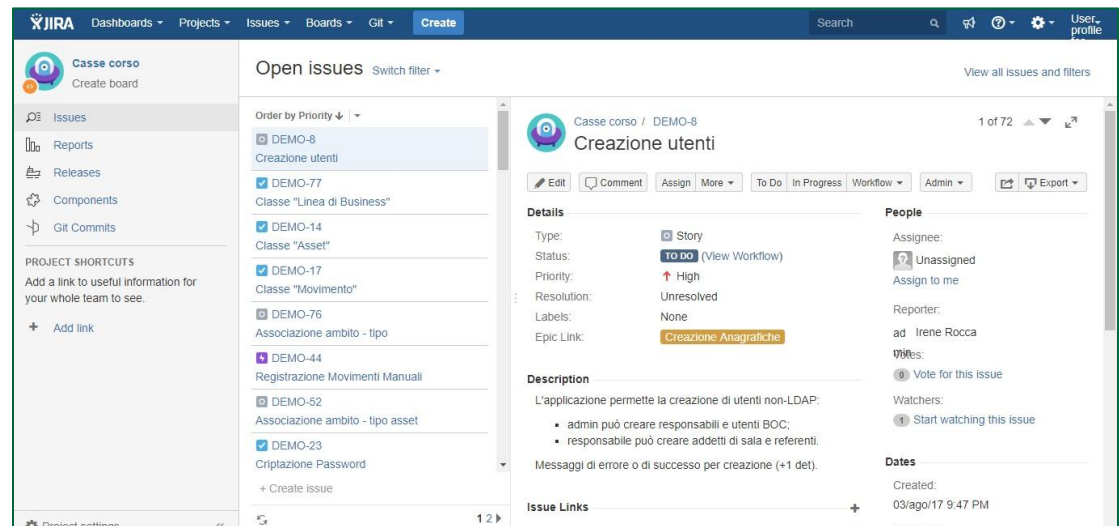 JIRA Dashboards Projects Issues Boards Git Create Search User profile
Casse corso
Create board
Issues
Reports
Releases
Components
Git Commits
PROJECT SHORTCUTS
Add a link to useful information for
your whole team to see.
+ Add link
Project settings
Open issues Switch filter
View all issues and filters
Order by Priority
DEMO-8
Creazione utenti
DEMO-77
Classe "Linea di Business"
DEMO-14
Classe "Asset"
DEMO-17
Classe "Movimento"
DEMO-76
Associazione ambito - tipo
DEMO-44
Registrazione Movimenti Manuali
DEMO-52
Associazione ambito - tipo asset
DEMO-23
Criptazione Password
+ Create issue
1 2
Casse corso / DEMO-8
1 of 72
Creazione utenti
Edit Comment Assign More To Do In Progress Workflow Admin Export
Details
Type: Story
Status: TO DO (View Workflow)
Priority: High
Resolution: Unresolved
Labels: None
Epic Link: Creazione Anagrafiche
Description
L'applicazione permette la creazione di utenti non-LDAP:
admin può creare responsabili e utenti BOC;
responsabile può creare addetti di sala e referenti.
Messaggi di errore o di successo per creazione (+1 det).
Issue Links
People
Assignee:
Unassigned
Assign to me
Reporter:
ad Irene Rocca
min
Votes:
0 Vote for this issue
Watchers:
1 Start watching this issue
Dates
Created:
03/ago/17 9:47 PM